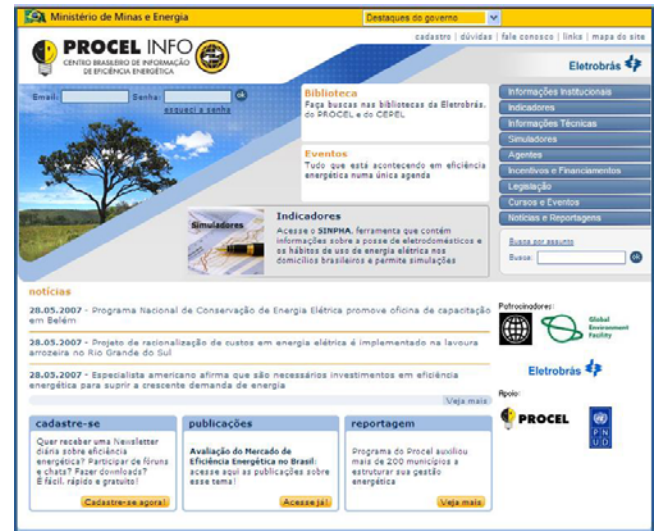 Ministério de Minas e Energia
Destaques do governo
cadastro | dúvidas | fale conosco | links | mapa do site
PROCEL INFO
CENTRO BRASILEIRO DE INFORMAÇÃO
DE EFICIÊNCIA ENERGÉTICA
Eletrobrás
Email:
Senha:
ok
esqueci a senha
Biblioteca
Faça buscas nas bibliotecas da Eletrobrás,
do PROCEL e do CEPEL
Eventos
Tudo que está acontecendo em eficiência
energética numa única agenda
Simuladores
Indicadores
Acesse o SINPHA, ferramenta que contém
informações sobre a posse de eletrodomésticos e
os hábitos de uso de energia elétrica nos
domicílios brasileiros e permite simulações
Informações Institucionais
Indicadores
Informações Técnicas
Simuladores
Agentes
Incentivos e Financiamentos
Legislação
Cursos e Eventos
Notícias e Reportagens
Busca por assunto
Busca:
ok
notícias
28.05.2007 - Programa Nacional de Conservação de Energia Elétrica promove oficina de capacitação
em Belém
28.05.2007 - Projeto de racionalização de custos em energia elétrica é implementado na lavoura
arrozeira no Rio Grande do Sul
28.05.2007 - Especialista americano afirma que são necessários investimentos em eficiência
energética para suprir a crescente demanda de energia
Veja mais
Patrocinadores:
Global
Environment
Facility
Eletrobrás
Apoio:
PROCEL
P N
U D
cadastre-se
Quer receber uma Newsletter
diária sobre eficiência
energética? Participar de fóruns
e chats? Fazer downloads?
É fácil, rápido e gratuito!
Cadastre-se agora!
publicações
Avaliação do Mercado de
Eficiência Energética no Brasil:
acesse aqui as publicações sobre
esse tema!
Acesse já!
reportagem
Programa do Procel auxiliou
mais de 200 municípios a
estruturar sua gestão
energética
Veja mais